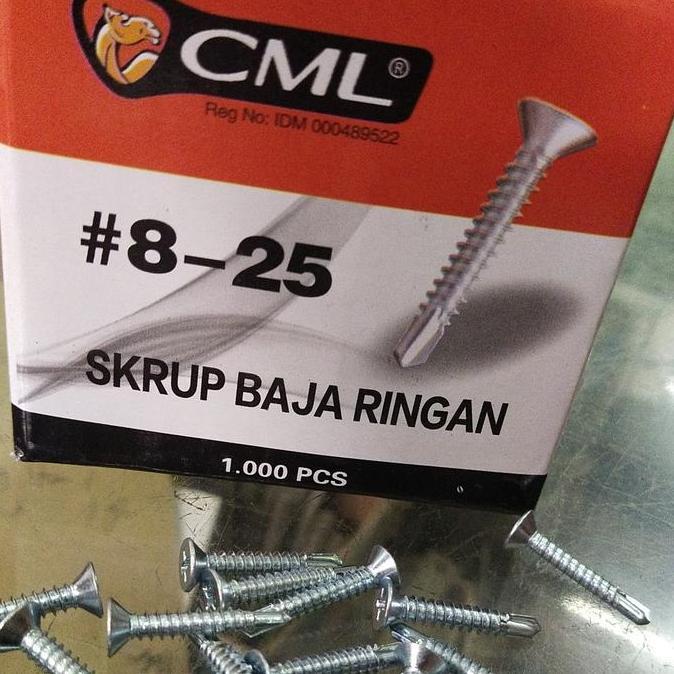 CML®
Reg No: IDM 000489522
#8-25
SKRUP BAJA RINGAN
1.000 PCS